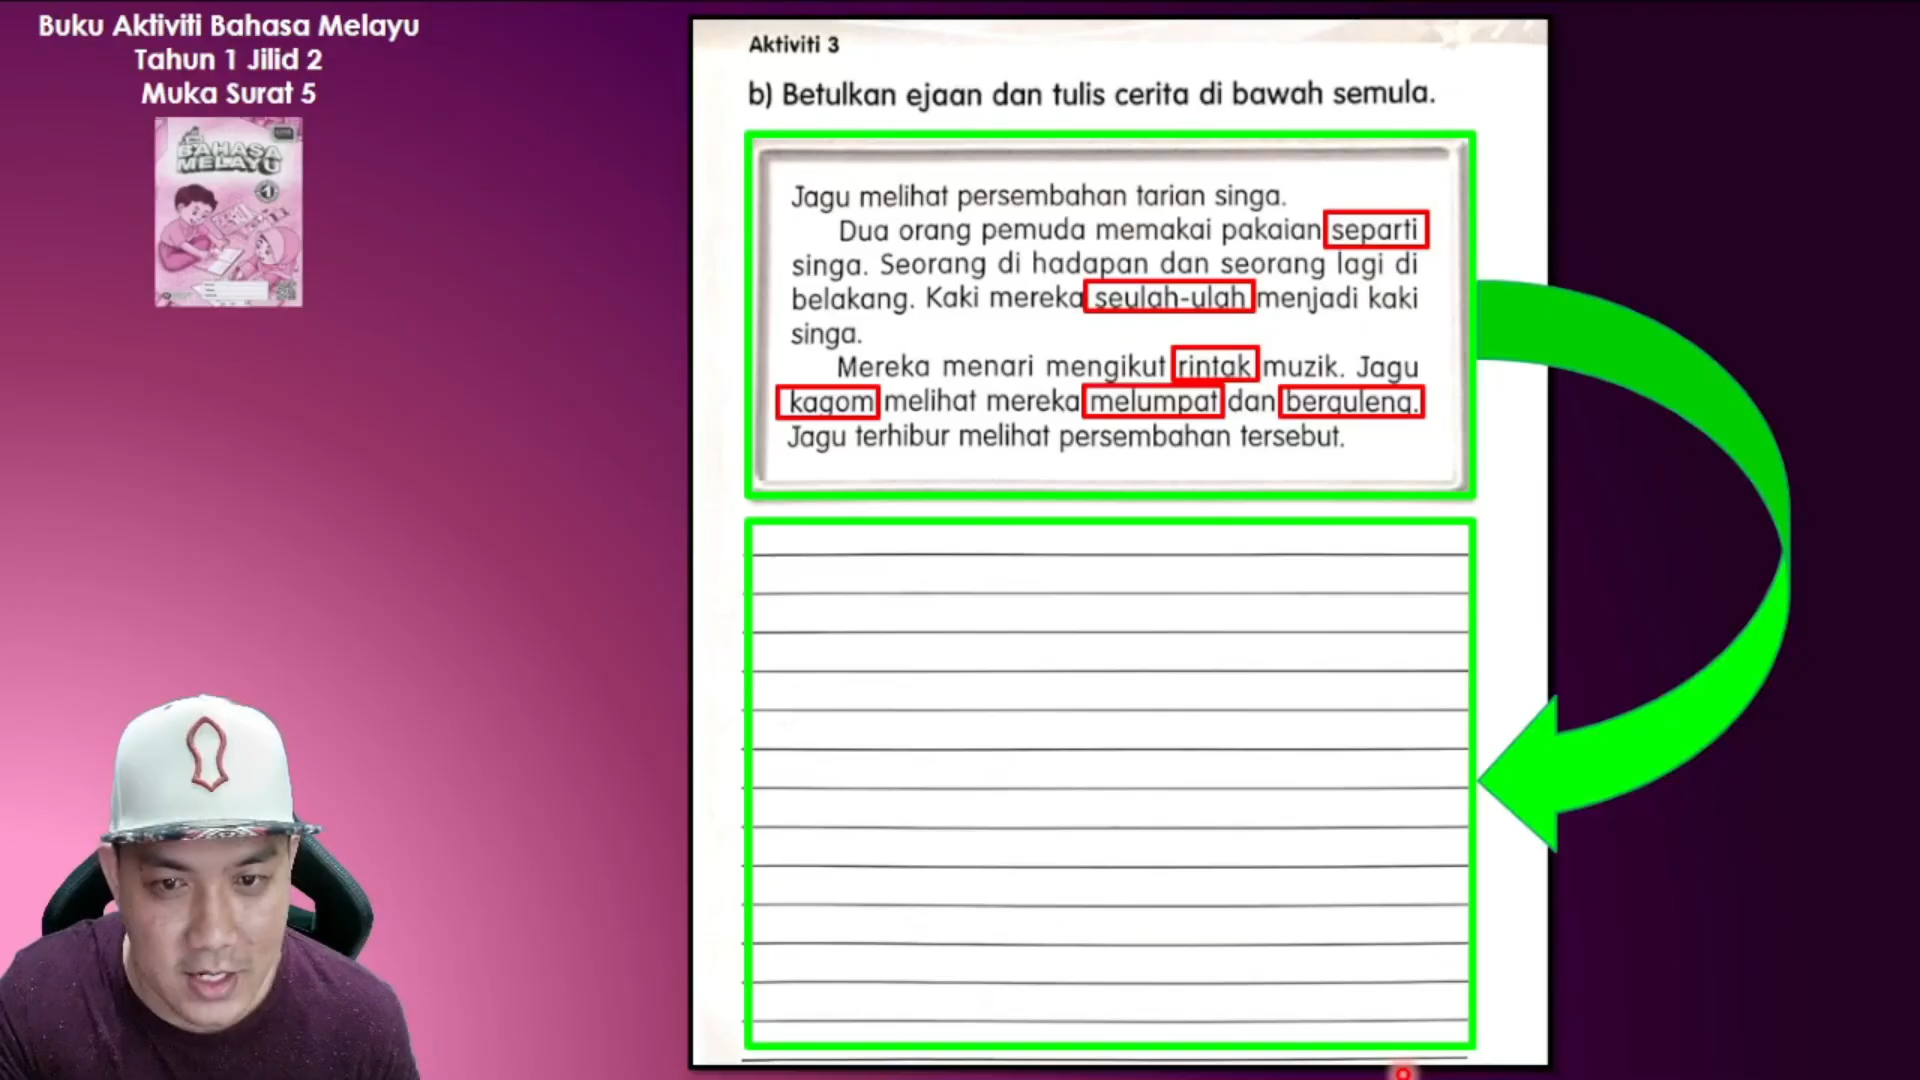 Buku Aktiviti Bahasa Melayu
Tahun 1 Jilid 2
Muka Surat 5
BAHASA
MELAYU
1
Aktiviti 3
b) Betulkan ejaan dan tulis cerita di bawah semula.
Jagu melihat persembahan tarian singa.
Dua orang pemuda memakai pakaian separti
singa. Seorang di hadapan dan seorang lagi di
belakang. Kaki mereka seulah-ulah menjadi kaki
singa.
Mereka menari mengikut rintak muzik. Jagu
kagom melihat mereka melumpat dan berguleng.
Jagu terhibur melihat persembahan tersebut.